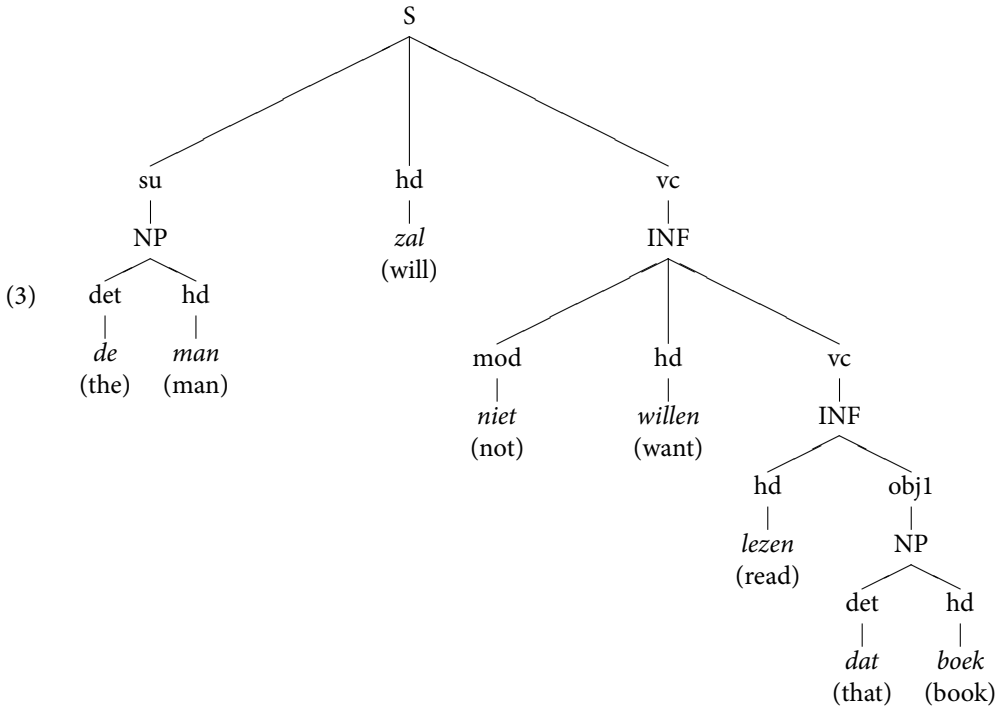 S
su hd vc
NP zal INF
(will)
(3) det hd
de man mod hd vc
(the) (man)
niet willen INF
(not) (want)
hd obj1
lezen NP
(read)
det hd
dat boek
(that) (book)